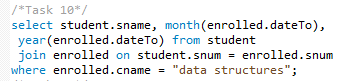 /*Task 10*/
select student.sname, month(enrolled.dateTo),
year(enrolled.dateTo) from student
join enrolled on student.snum = enrolled.snum
where enrolled.cname = "data structures";